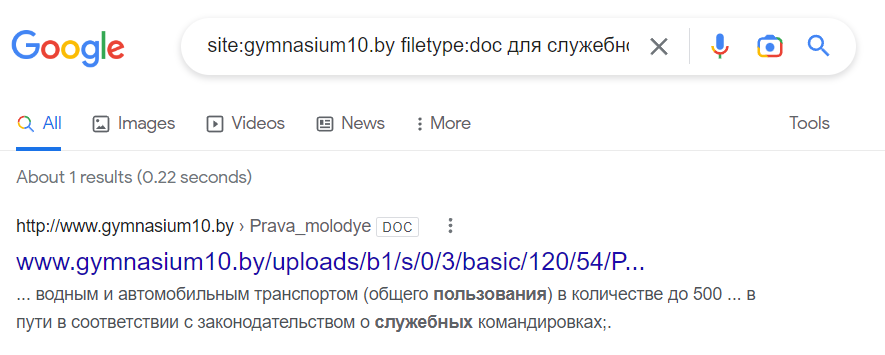 Google
site:gymnasium10.by filetype:doc для служебн
All Images Videos News More Tools
About 1 results (0.22 seconds)
http://www.gymnasium10.by › Prava_molodye DOC
www.gymnasium10.by/uploads/b1/s/0/3/basic/120/54/P...
... водным и автомобильным транспортом (общего пользования) в количестве до 500 ... в
пути в соответствии с законодательством о служебных командировках;.